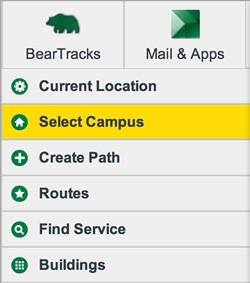 BearTracks Mail & Apps
Current Location
Select Campus
Create Path
Routes
Find Service
Buildings